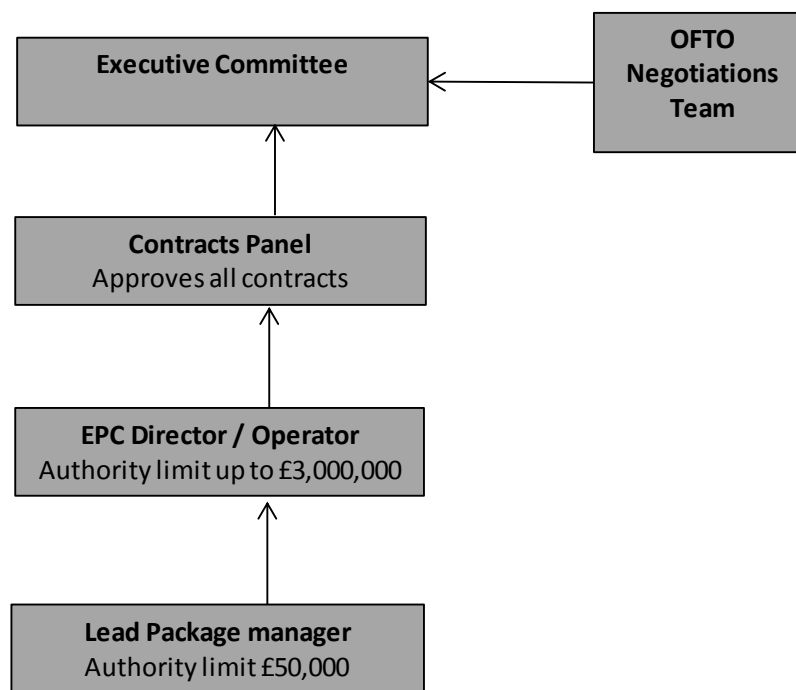 Executive Committee
OFTO
Negotiations
Team
Contracts Panel
Approves all contracts
EPC Director / Operator
Authority limit up to £3,000,000
Lead Package manager
Authority limit £50,000